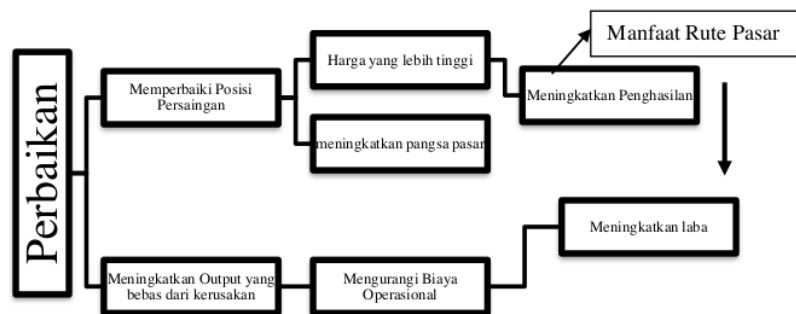 Perbaikan
Memperbaiki Posisi
Persaingan
Harga yang lebih tinggi
meningkatkan pangsa pasar
Meningkatkan Penghasilan
Manfaat Rute Pasar
Meningkatkan Output yang
bebas dari kerusakan
Mengurangi Biaya
Operasional
Meningkatkan laba